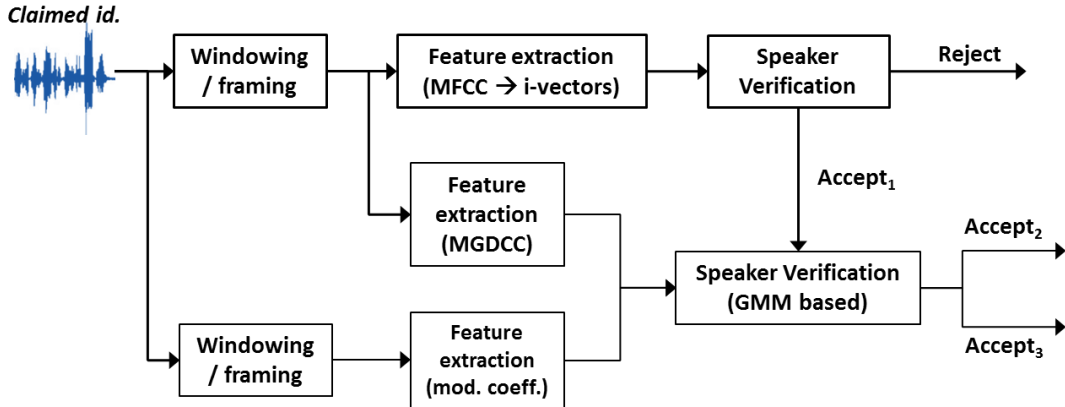 Claimed id.
Windowing
/ framing
Feature extraction
(MFCC → i-vectors)
Speaker
Verification
Reject
Accept₁
Feature
extraction
(MGDCC)
Speaker Verification
(GMM based)
Accept₂
Accept₃
Windowing
/ framing
Feature
extraction
(mod. coeff.)